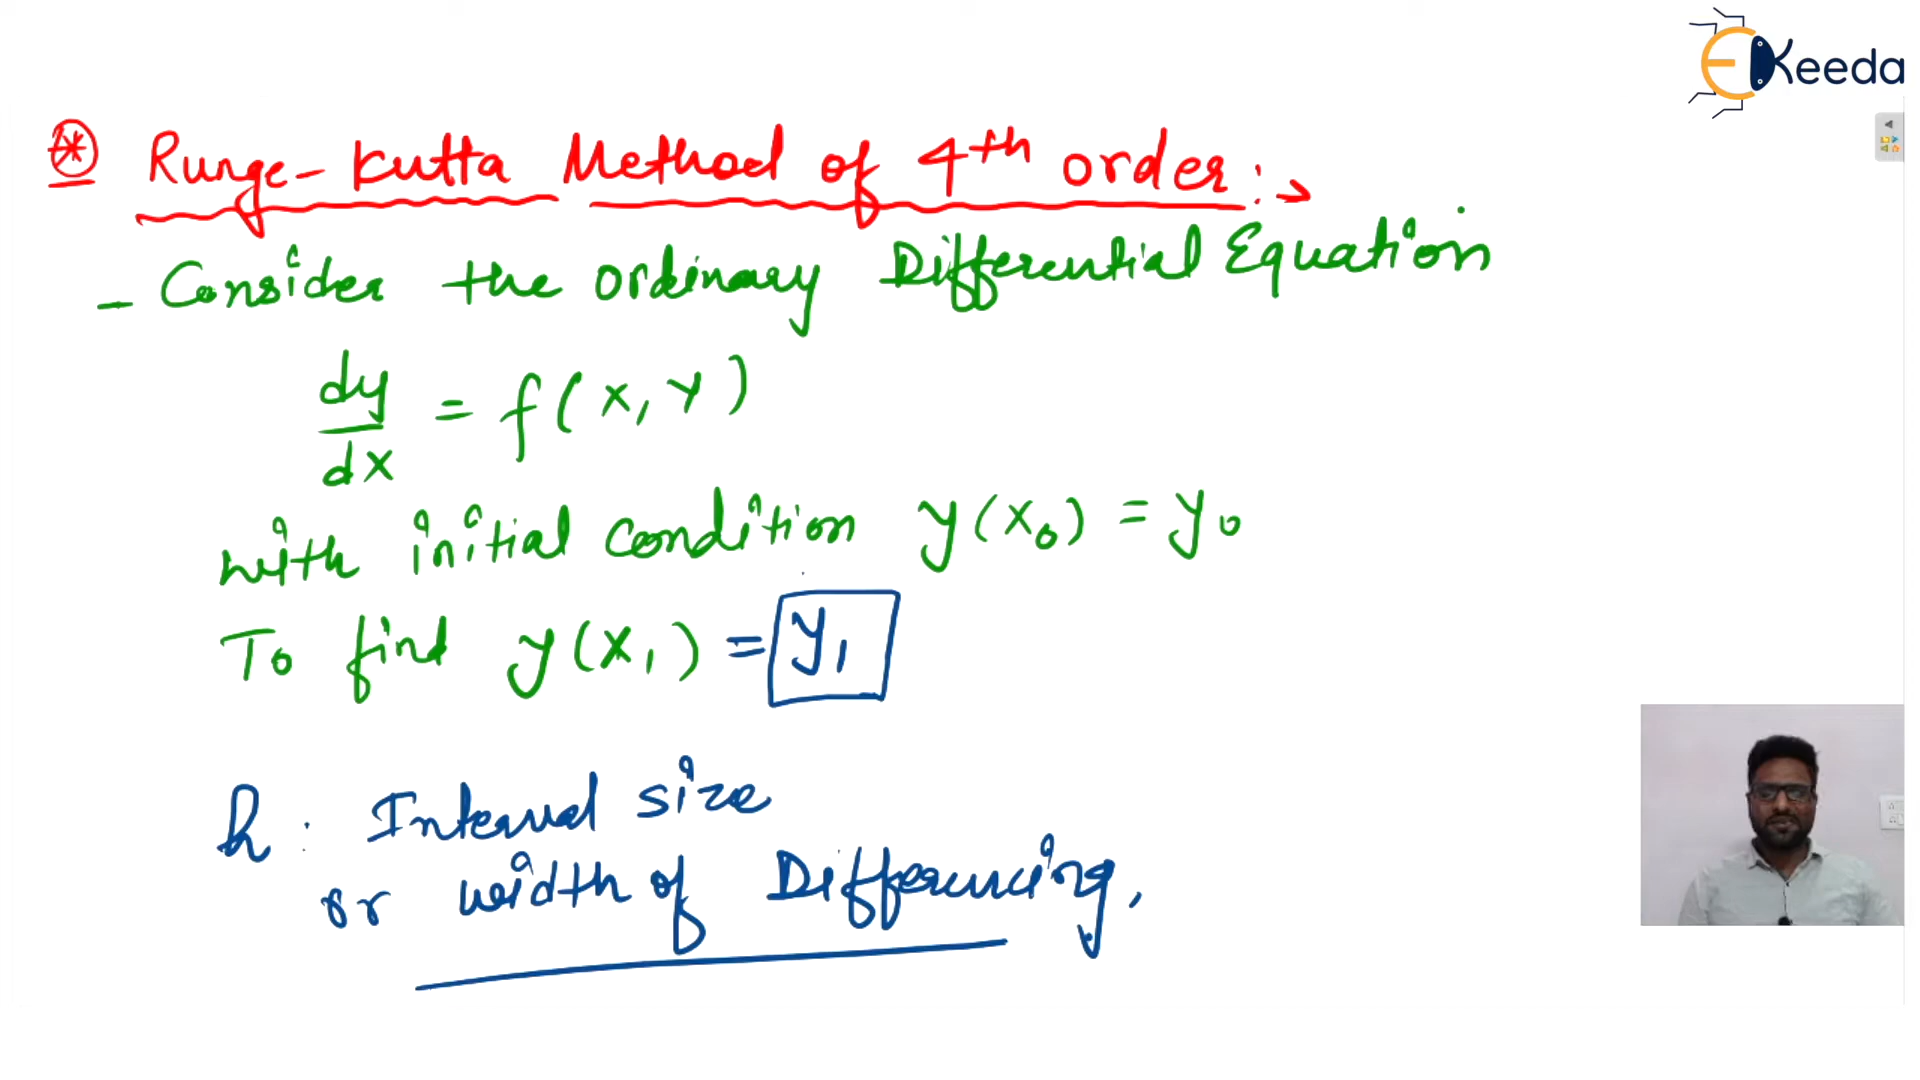 EKeeda
* Runge-Kutta Method of 4th order :→
- Consider the ordinary Differential Equation
dy/dx = f(x, y)
with initial condition y(x₀) = y₀
To find y(x₁) = y₁
h : Interval size
or width of Differencing.